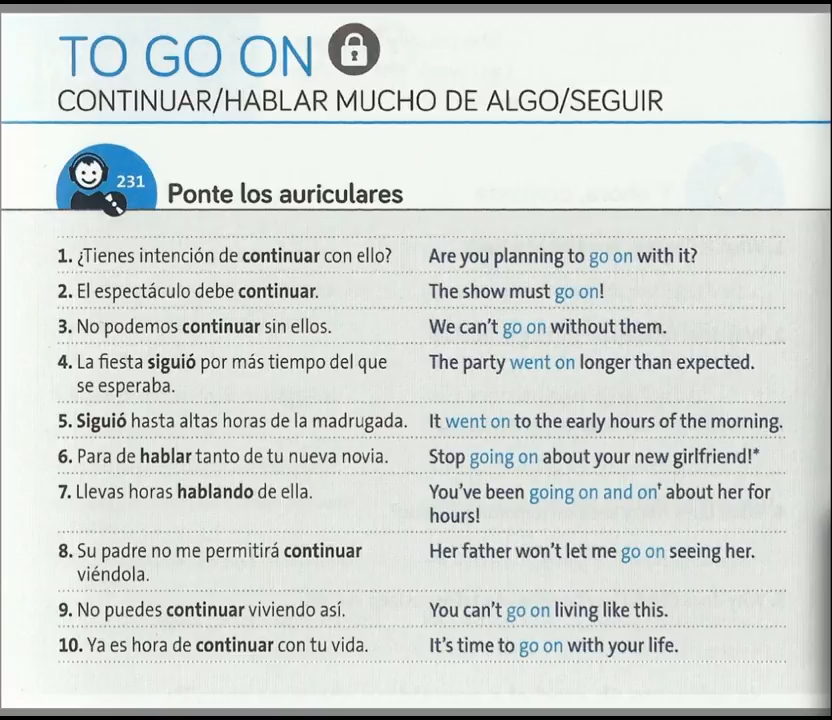 TO GO ON
CONTINUAR/HABLAR MUCHO DE ALGO/SEGUIR
231
Ponte los auriculares
1. ¿Tienes intención de continuar con ello? Are you planning to go on with it?
2. El espectáculo debe continuar. The show must go on!
3. No podemos continuar sin ellos. We can't go on without them.
4. La fiesta siguió por más tiempo del que The party went on longer than expected.
se esperaba.
5. Siguió hasta altas horas de la madrugada. It went on to the early hours of the morning.
6. Para de hablar tanto de tu nueva novia. Stop going on about your new girlfriend!*
7. Llevas horas hablando de ella. You've been going on and on† about her for
hours!
8. Su padre no me permitirá continuar Her father won't let me go on seeing her.
viéndola.
9. No puedes continuar viviendo así. You can't go on living like this.
10. Ya es hora de continuar con tu vida. It's time to go on with your life.